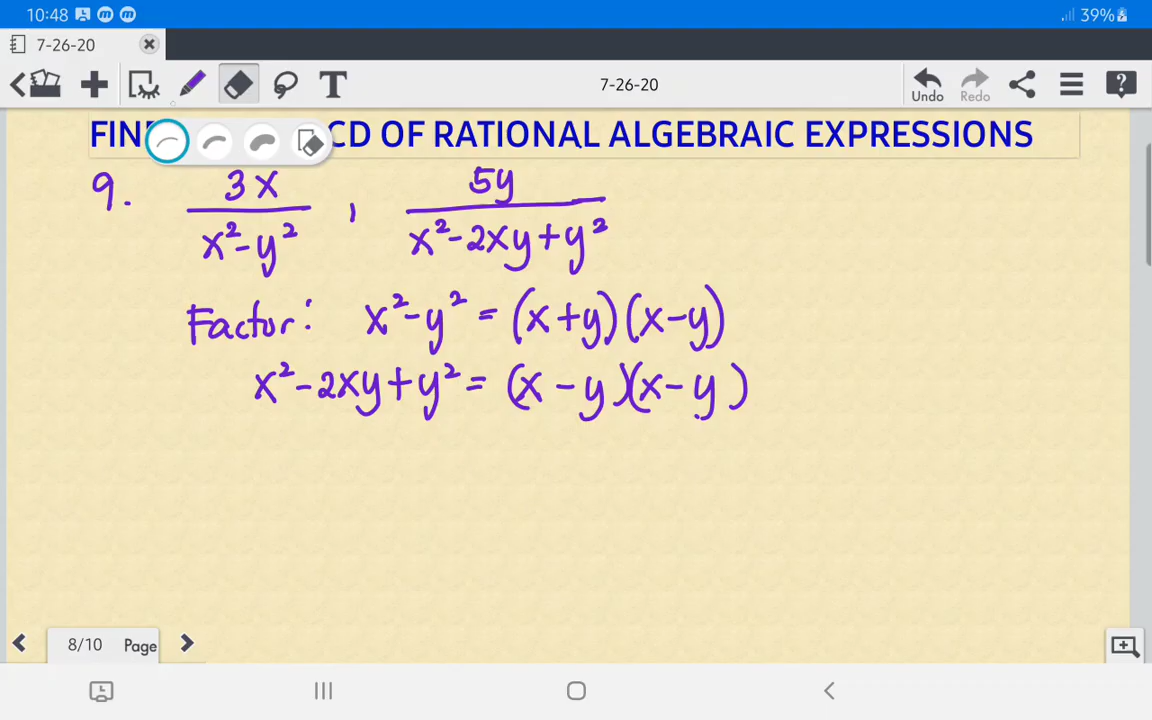 10:48 39%
7-26-20
T 7-26-20 Undo Redo
FIN CD OF RATIONAL ALGEBRAIC EXPRESSIONS
9. 3x / x²-y² , 5y / x²-2xy+y²
Factor: x²-y² = (x+y)(x-y)
x²-2xy+y² = (x-y)(x-y)
8/10 Page